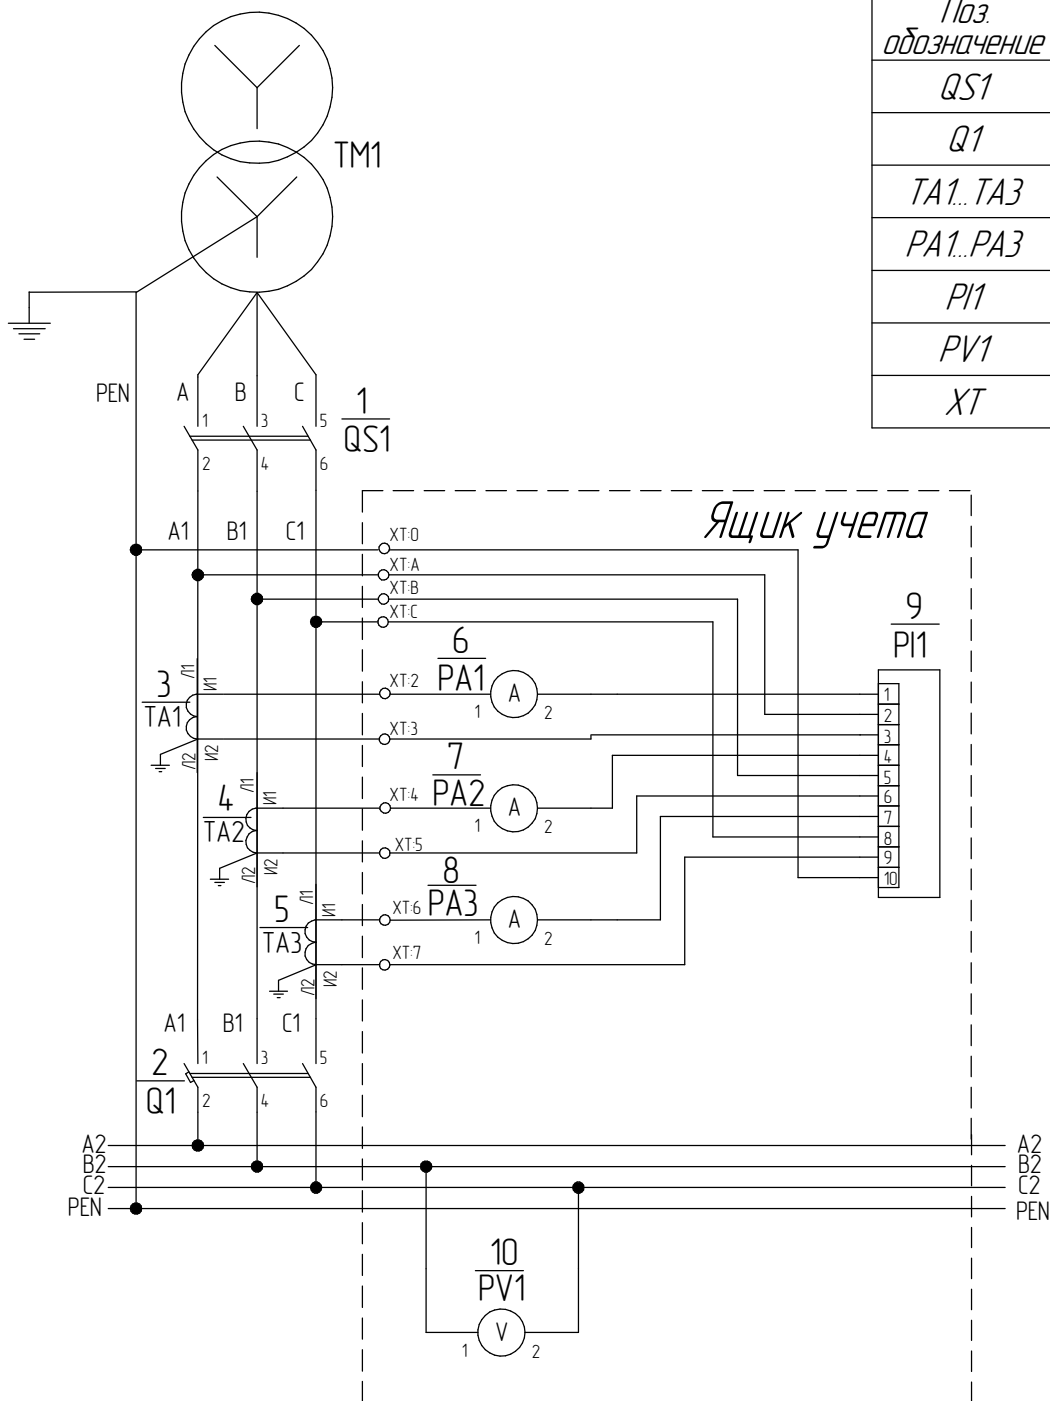 Поз.
обозначение
QS1
Q1
TA1...TA3
PA1...PA3
PI1
PV1
XT
TM1
PEN
A
B
C
1
3
5
1
QS1
2
4
6
A1
B1
C1
Ящик учета
XT:0
XT:A
XT:B
XT:C
9
PI1
3
TA1
Л1
И1
Л2
И2
XT:2
6
PA1
A
1
2
XT:3
4
TA2
Л1
И1
Л2
И2
XT:4
7
PA2
A
1
2
XT:5
5
TA3
Л1
И1
Л2
И2
XT:6
8
PA3
A
1
2
XT:7
1
2
3
4
5
6
7
8
9
10
A1
B1
C1
2
Q1
1
3
5
2
4
6
A2
A2
B2
B2
C2
C2
PEN
PEN
10
PV1
V
1
2